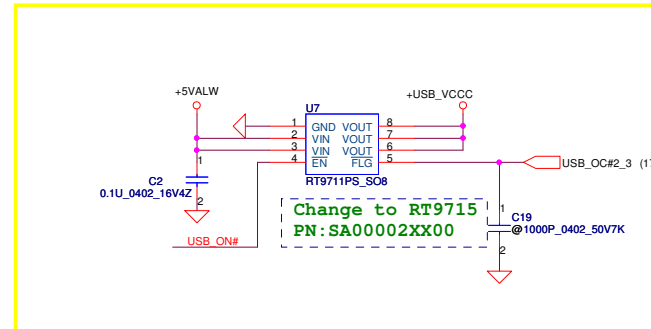 +5VALW
+USB_VCCC
U7
1 GND VOUT 8
2 VIN VOUT 7
3 VIN VOUT 6
4 EN FLG 5
RT9711PS_SO8
USB_OC#2_3 (17
1
C2
0.1U_0402_16V4Z
2
USB_ON#
Change to RT9715
PN:SA00002XX00
1
C19
@1000P_0402_50V7K
2